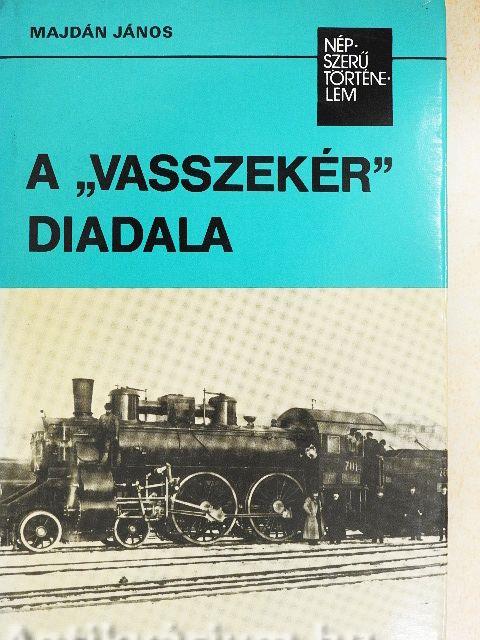 MAJDÁN JÁNOS
NÉP-
SZERŰ
TÖRTÉNE-
LEM
A „VASSZEKÉR”
DIADALA